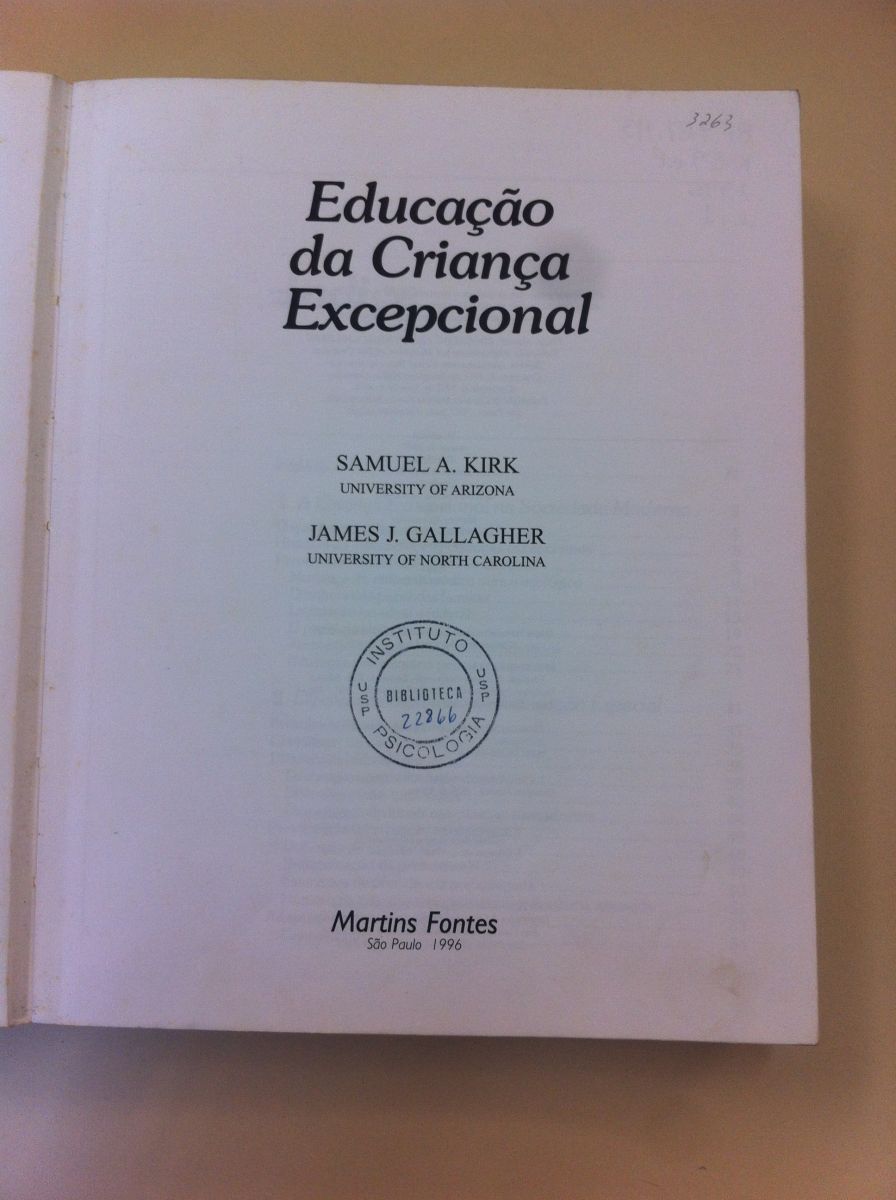 3263
Educação
da Criança
Excepcional
SAMUEL A. KIRK
UNIVERSITY OF ARIZONA
JAMES J. GALLAGHER
UNIVERSITY OF NORTH CAROLINA
INSTITUTO
USP
BIBLIOTECA
USP
22866
PSICOLOGIA
Martins Fontes
São Paulo 1996